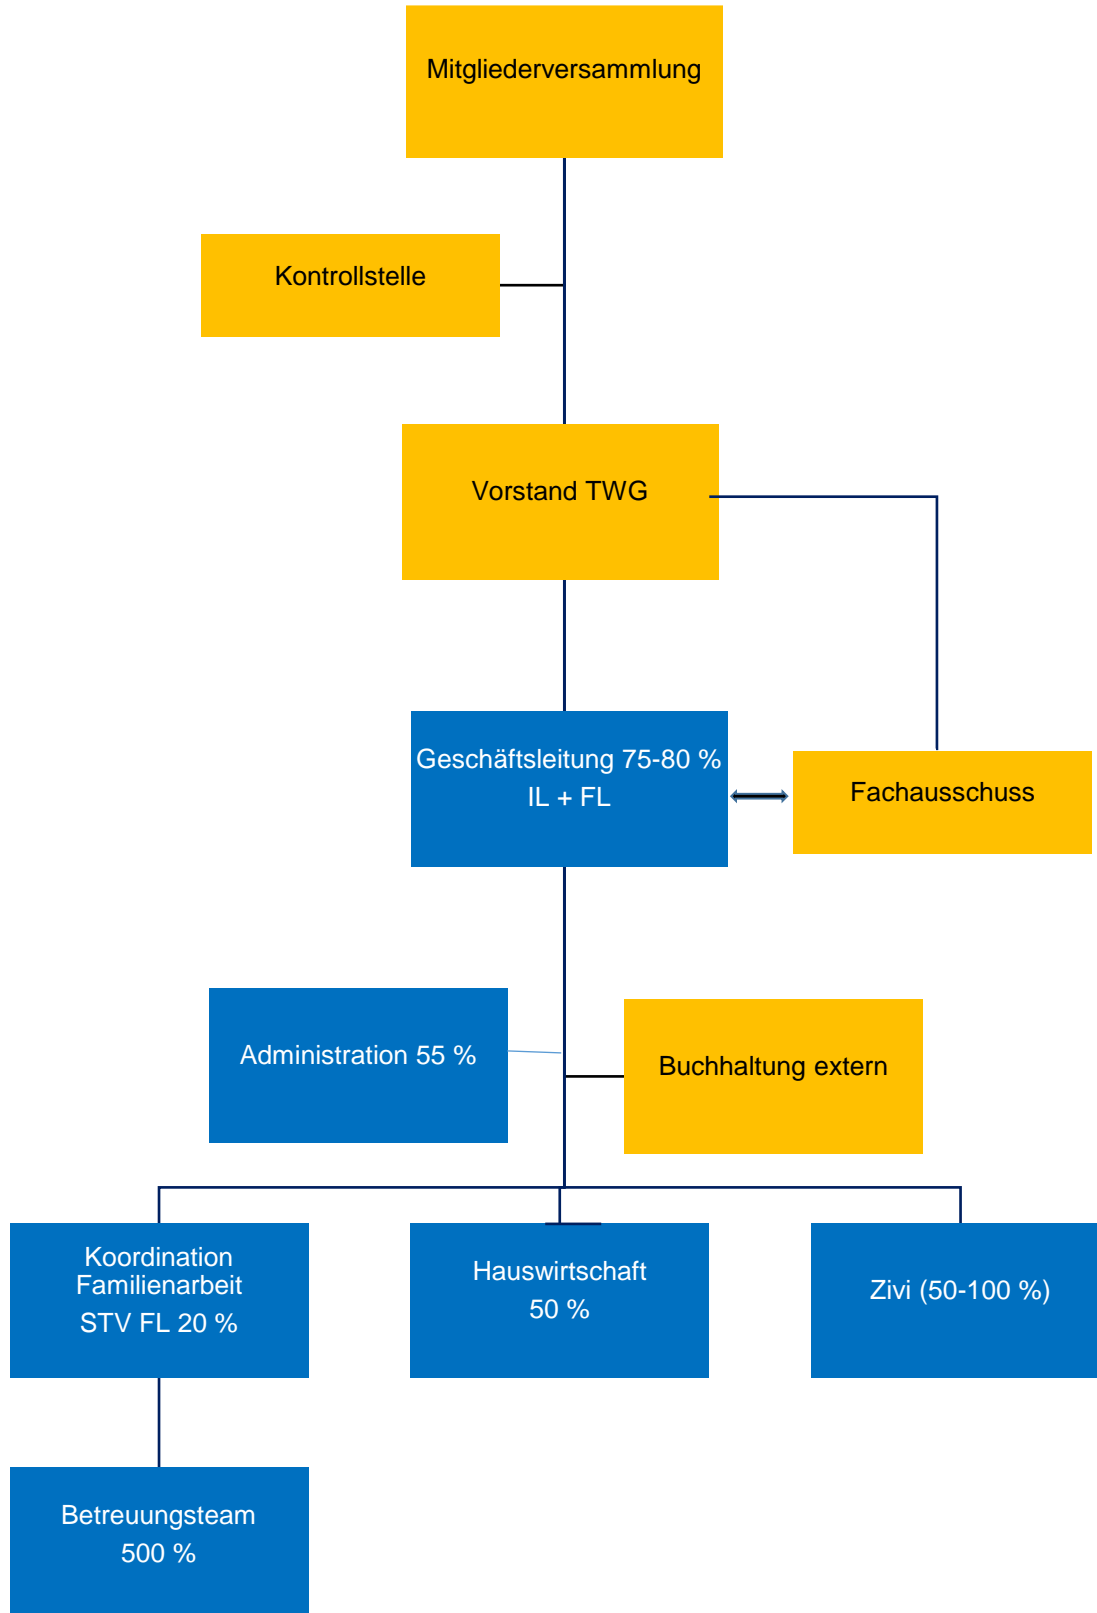 Mitgliederversammlung
Kontrollstelle
Vorstand TWG
Geschäftsleitung 75-80 %
IL + FL
Fachausschuss
Administration 55 %
Buchhaltung extern
Koordination
Familienarbeit
STV FL 20 %
Hauswirtschaft
50 %
Zivi (50-100 %)
Betreuungsteam
500 %